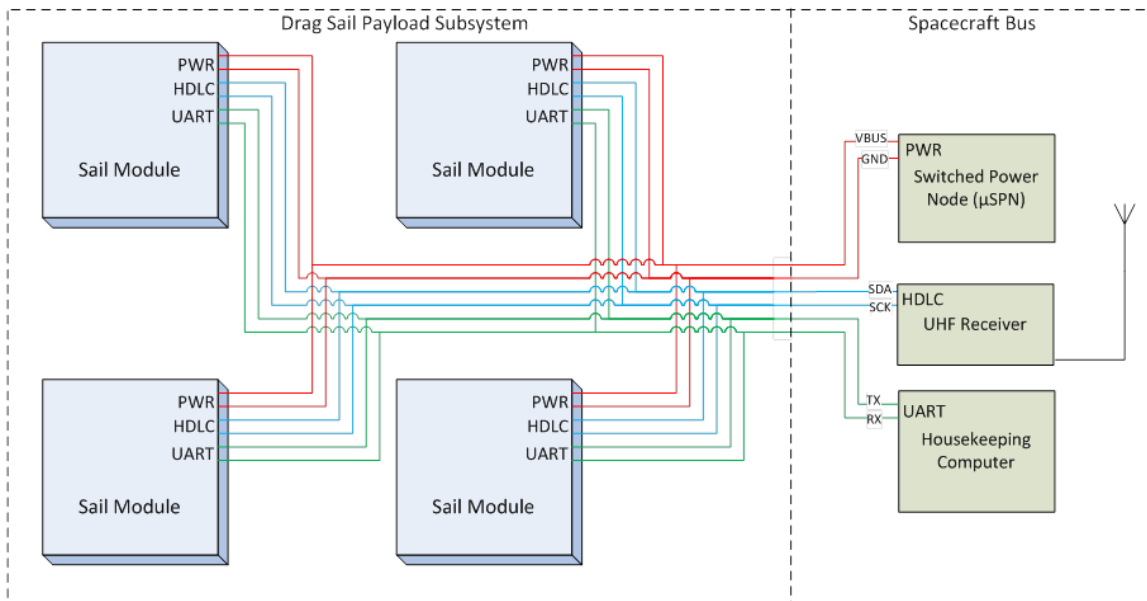 Drag Sail Payload Subsystem
Spacecraft Bus
PWR
HDLC
UART
Sail Module
PWR
HDLC
UART
Sail Module
VBUS
GND
PWR
Switched Power
Node (µSPN)
SDA
SCK
HDLC
UHF Receiver
PWR
HDLC
UART
Sail Module
PWR
HDLC
UART
Sail Module
TX
RX
UART
Housekeeping
Computer